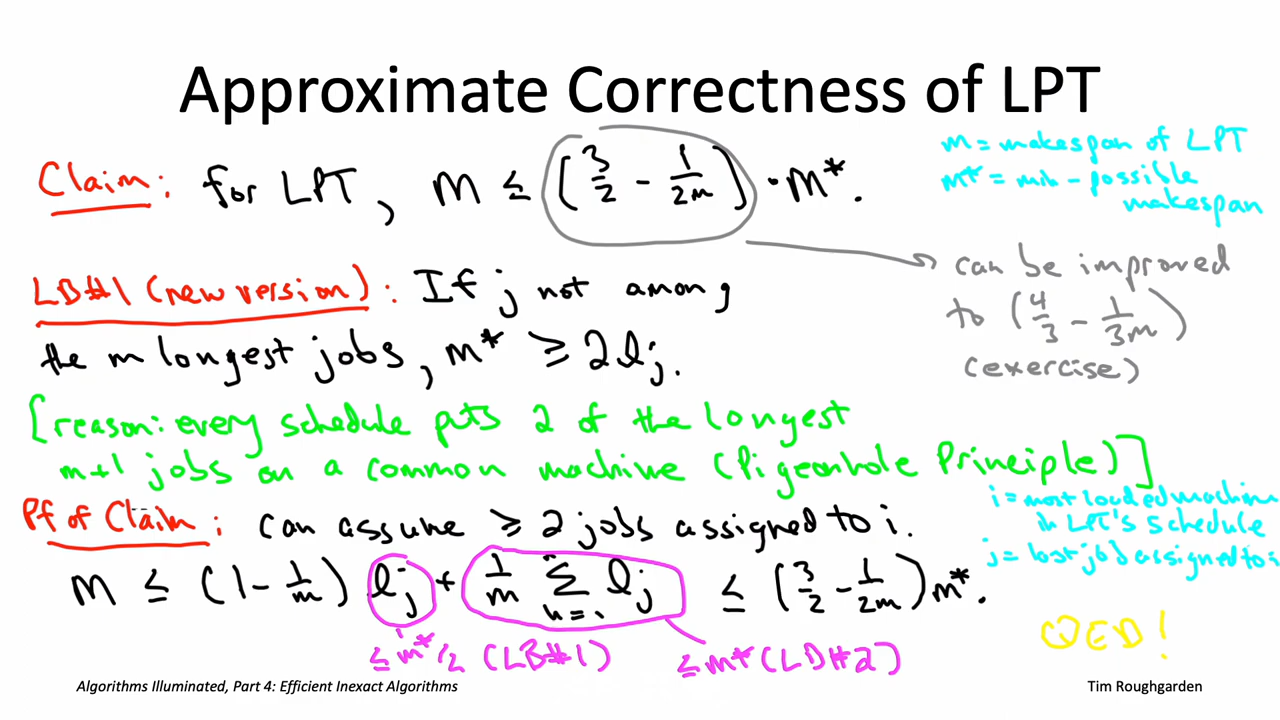 Approximate Correctness of LPT
Claim: for LPT, M ≤ (3/2 - 1/2m) · M*.
M = makespan of LPT
M* = min-possible
makespan
can be improved
to (4/3 - 1/3m)
(exercise)
LB#1 (new version): If j not among
the m longest jobs, M* ≥ 2lj.
[reason: every schedule puts 2 of the longest
m+1 jobs on a common machine (Pigeonhole Principle)]
Pf of Claim: can assume ≥ 2 jobs assigned to i.
i = most loaded machine
in LPT's schedule
j = last job assigned to i
M ≤ (1 - 1/m) lj + 1/m Σ lj ≤ (3/2 - 1/2m) M*.
≤ M*/2 (LB#1) ≤ M* (LB#2)
QED!
Algorithms Illuminated, Part 4: Efficient Inexact Algorithms
Tim Roughgarden